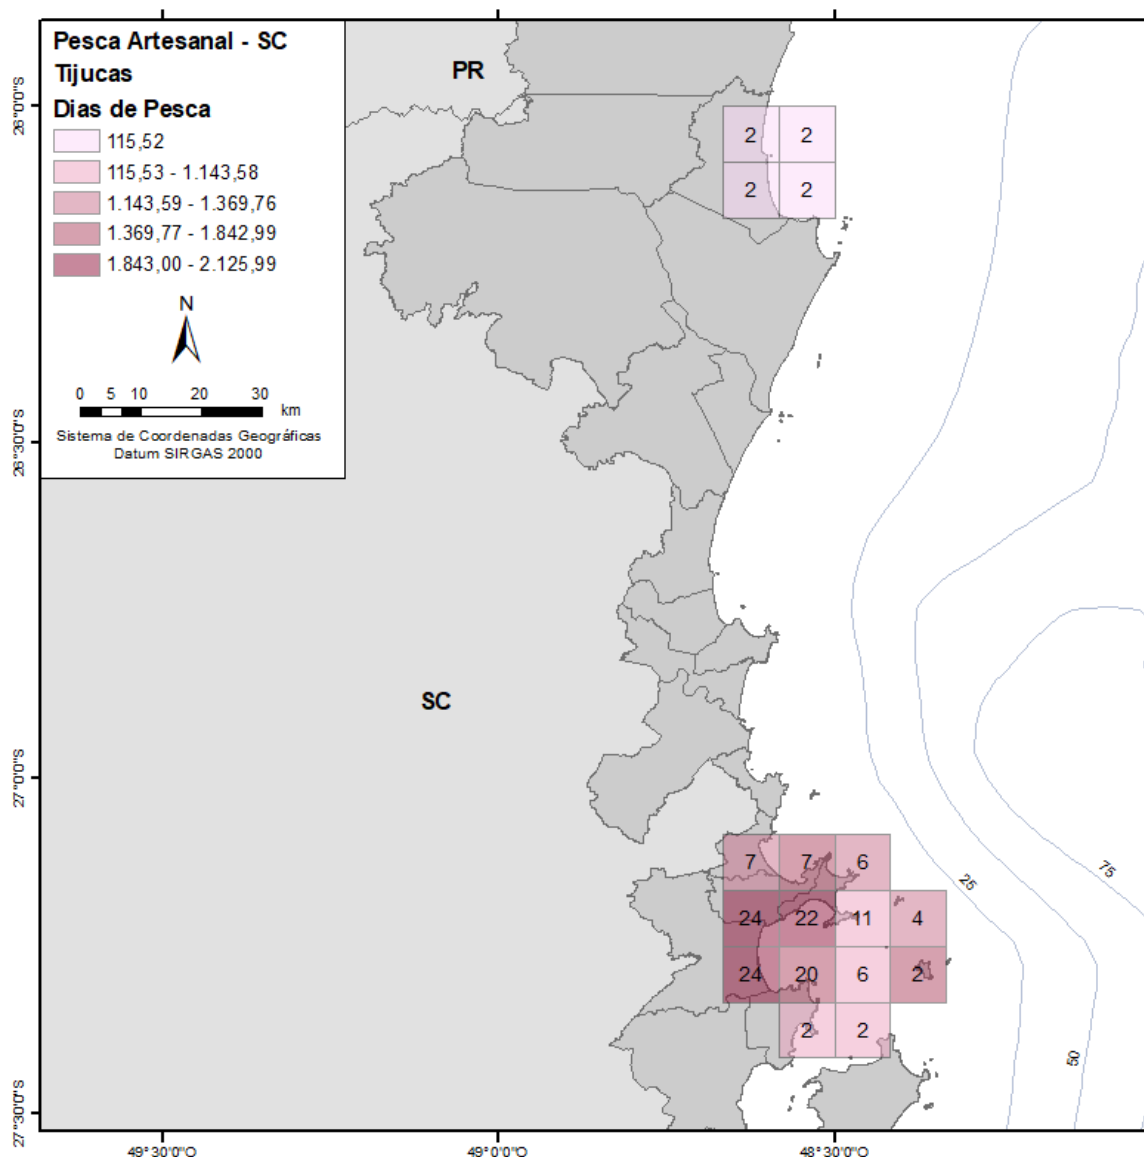 Pesca Artesanal - SC
Tijucas
Dias de Pesca
115,52
115,53 - 1.143,58
1.143,59 - 1.369,76
1.369,77 - 1.842,99
1.843,00 - 2.125,99
N
0 5 10 20 30 km
Sistema de Coordenadas Geográficas
Datum SIRGAS 2000
PR
SC
26°0'0"S
26°30'0"S
27°0'0"S
27°30'0"S
2 2
2 2
7 7 6
24 22 11 4
24 20 6 2
2 2
25
75
50
49°30'0"O 49°0'0"O 48°30'0"O